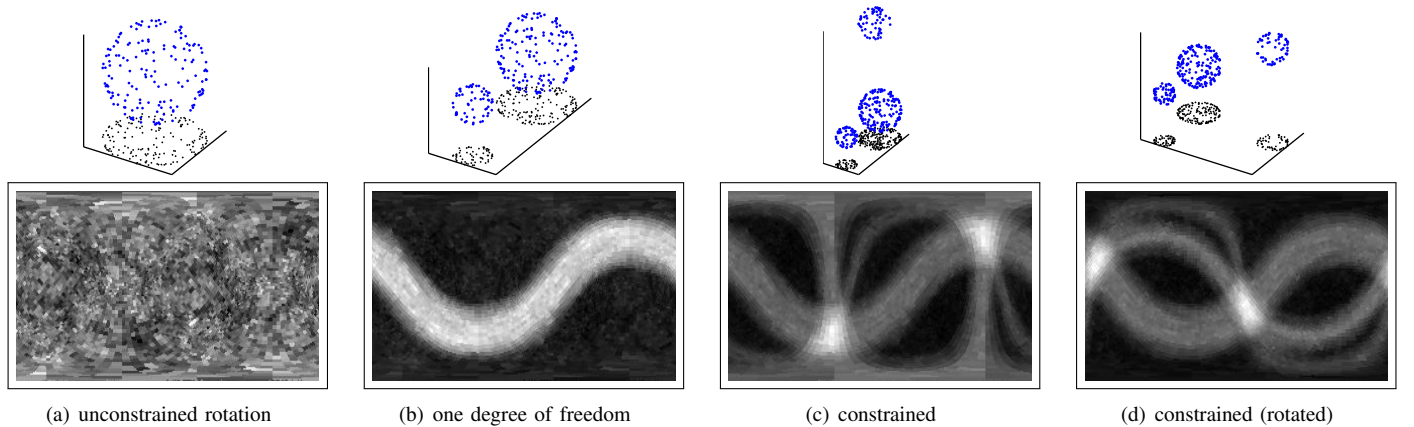 (a) unconstrained rotation
(b) one degree of freedom
(c) constrained
(d) constrained (rotated)